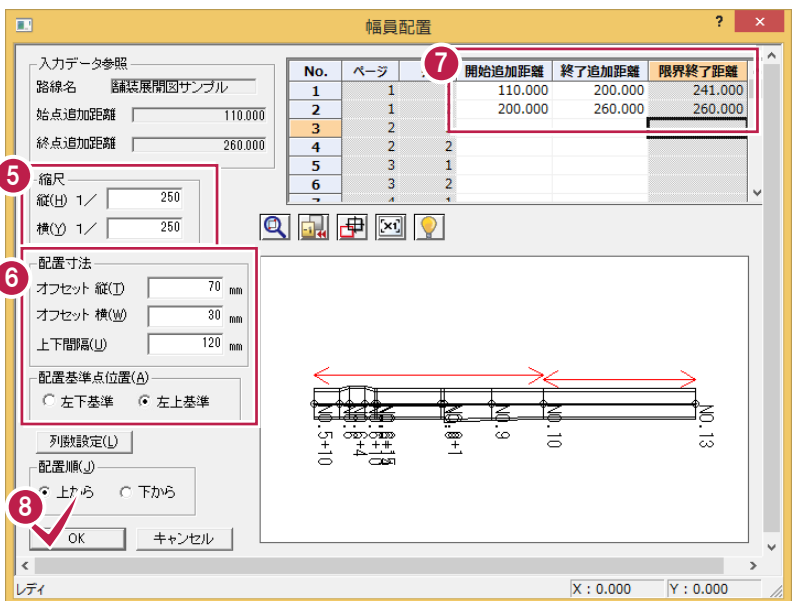 幅員配置
? ×
入力データ参照
路線名 舗装展開図サンプル
始点追加距離 110.000
終点追加距離 260.000
5
縮尺
縦(H) 1/ 250
横(Y) 1/ 250
6
配置寸法
オフセット 縦(T) 70 mm
オフセット 横(W) 30 mm
上下間隔(U) 120 mm
配置基準点位置(A)
左下基準 左上基準
列数設定(L)
配置順(J)
上から 下から
8
OK キャンセル
7
No. ページ 開始追加距離 終了追加距離 限界終了距離
1 1 110.000 200.000 241.000
2 1 200.000 260.000 260.000
3 2
4 2 2
5 3 1
6 3 2
NO.5+10
NO.8+1
NO.9
NO.10
NO.13
レディ X : 0.000 Y : 0.000